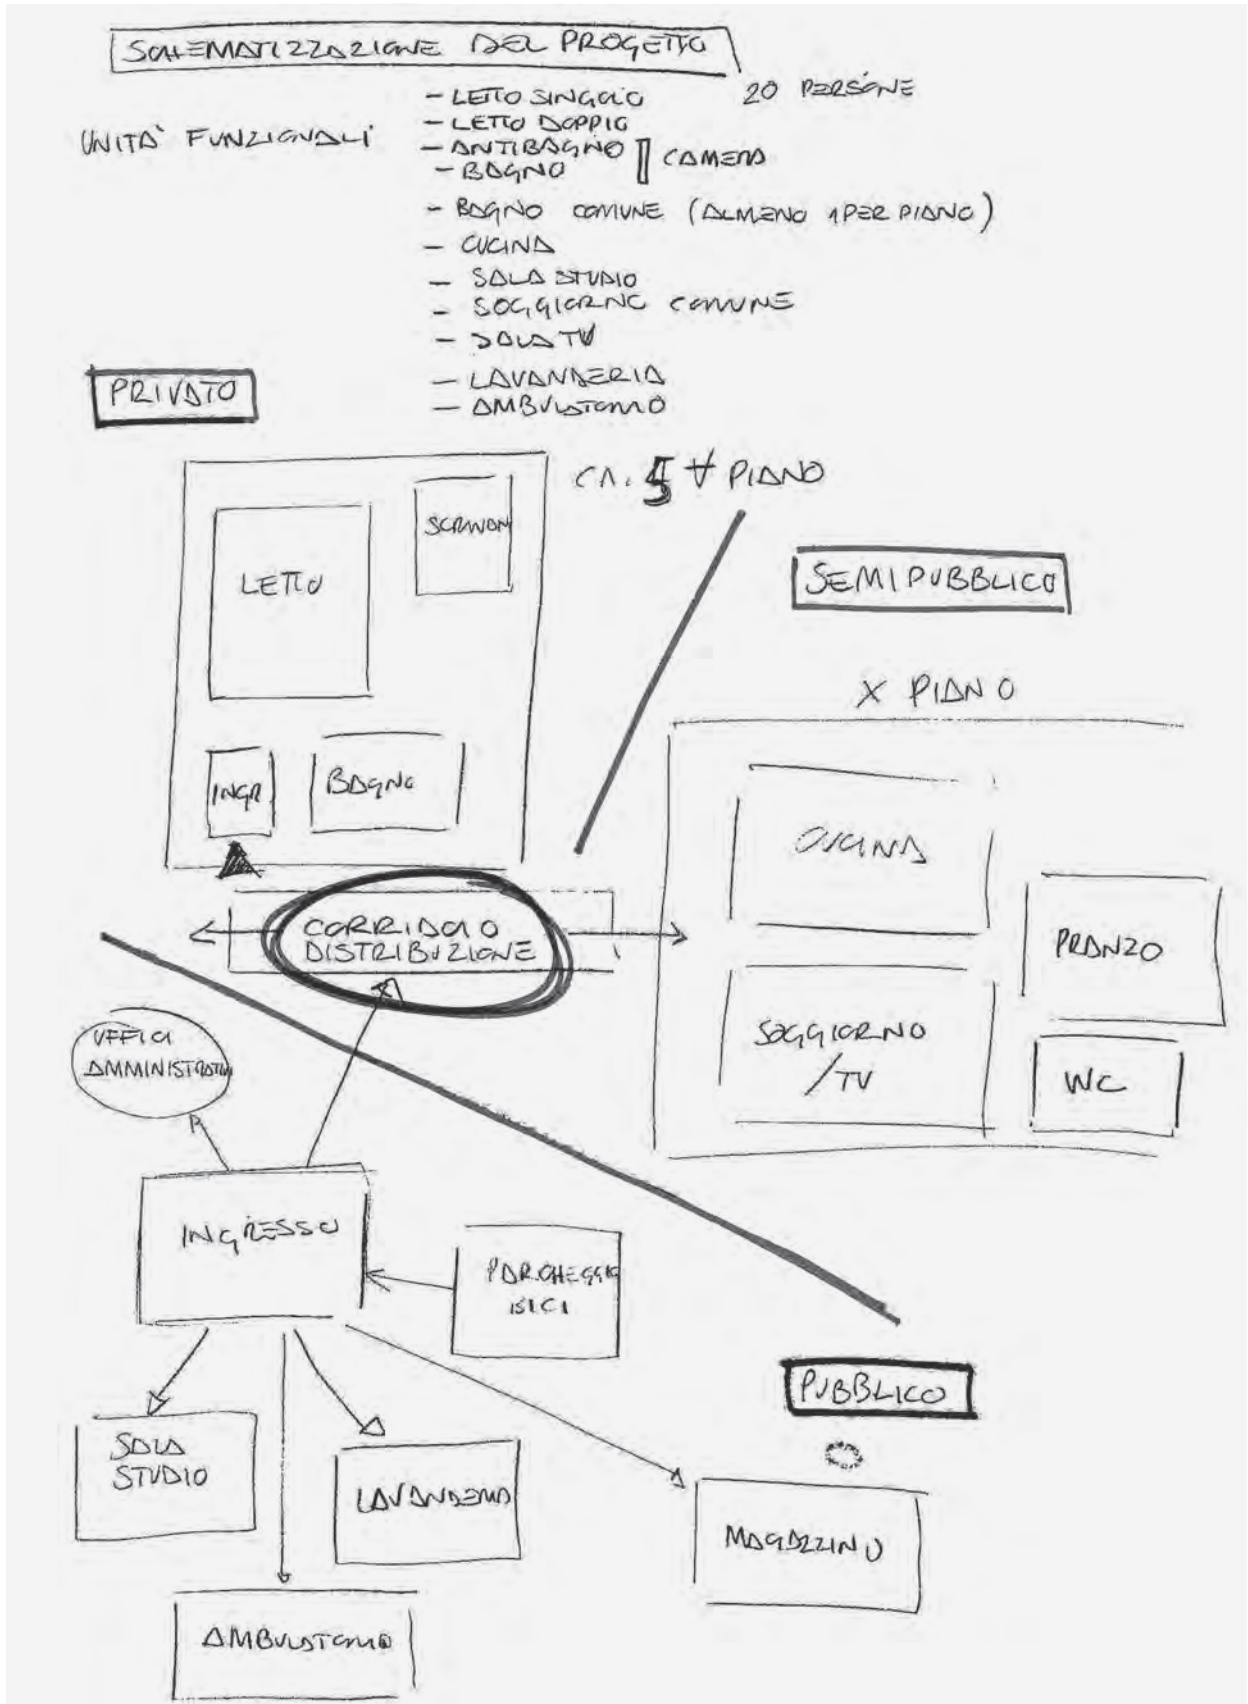 SCHEMATIZZAZIONE DEL PROGETTO
20 PERSONE
UNITA' FUNZIONALI
- LETTO SINGOLO
- LETTO DOPPIO
- ANTIBAGNO
- BAGNO
CAMERA
- BAGNO COMUNE (ALMENO 1 PER PIANO)
- CUCINA
- SALA STUDIO
- SOGGIORNO COMUNE
- SALA TV
- LAVANDERIA
- AMBULATORIO
PRIVATO
CA. 5 ∀ PIANO
LETTO
INGR.
BAGNO
SEMIPUBBLICO
X PIANO
CUCINA
PRANZO
SOGGIORNO
/TV
WC
CORRIDOIO
DISTRIBUZIONE
UFFICI
AMMINISTRATIVI
INGRESSO
PARCHEGGIO
BICI
PUBBLICO
SALA
STUDIO
LAVANDERIA
MAGAZZINO
AMBULATORIO